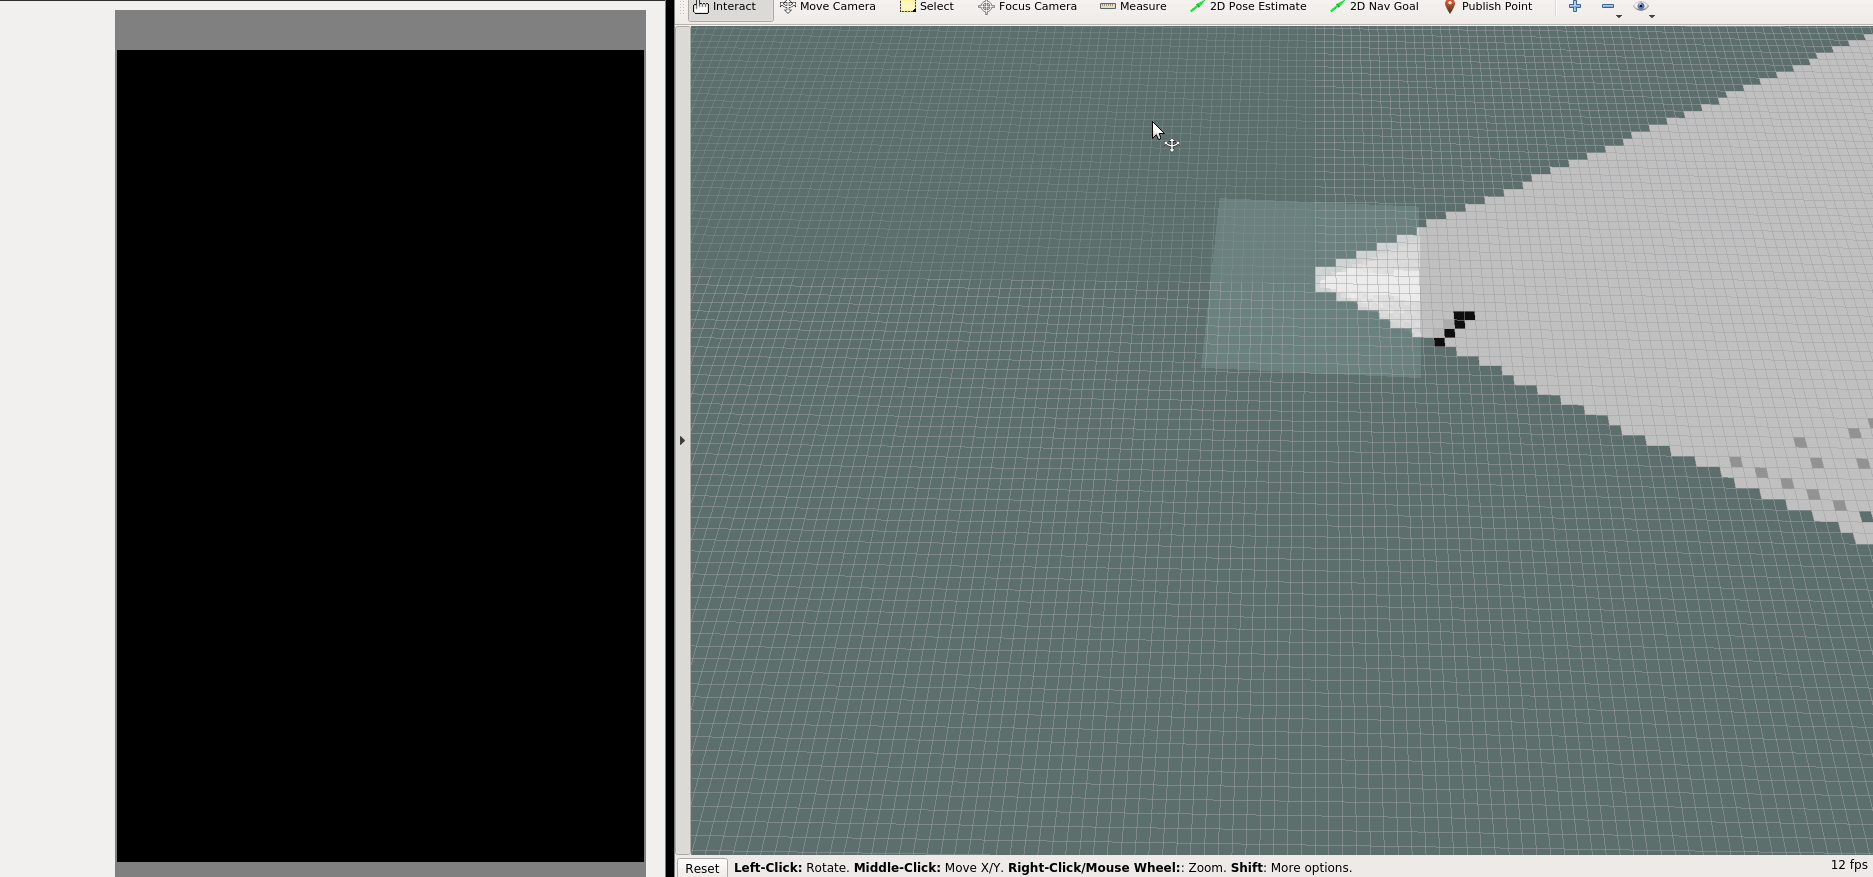 Interact Move Camera Select Focus Camera Measure 2D Pose Estimate 2D Nav Goal Publish Point
Reset Left-Click: Rotate. Middle-Click: Move X/Y. Right-Click/Mouse Wheel:: Zoom. Shift: More options. 12 fps